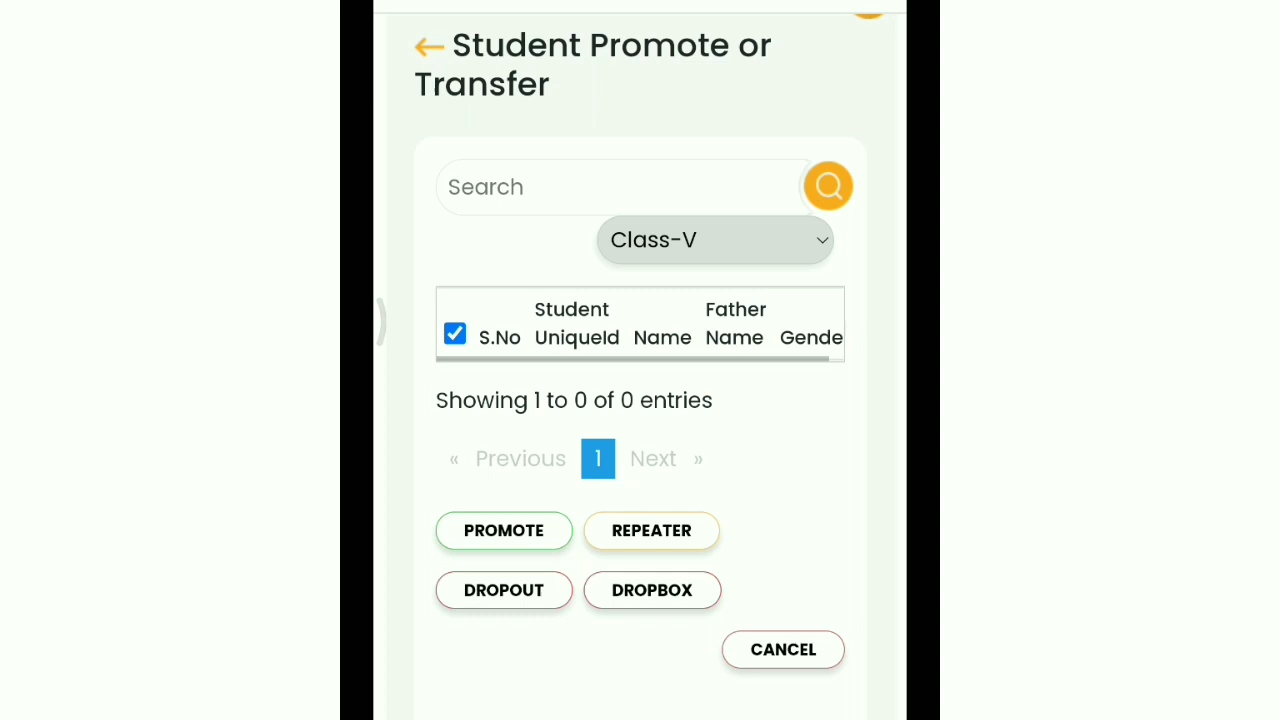 ← Student Promote or
Transfer
Search
Class-V
S.No Student UniqueId Name Father Name Gende
Showing 1 to 0 of 0 entries
« Previous 1 Next »
PROMOTE REPEATER
DROPOUT DROPBOX
CANCEL